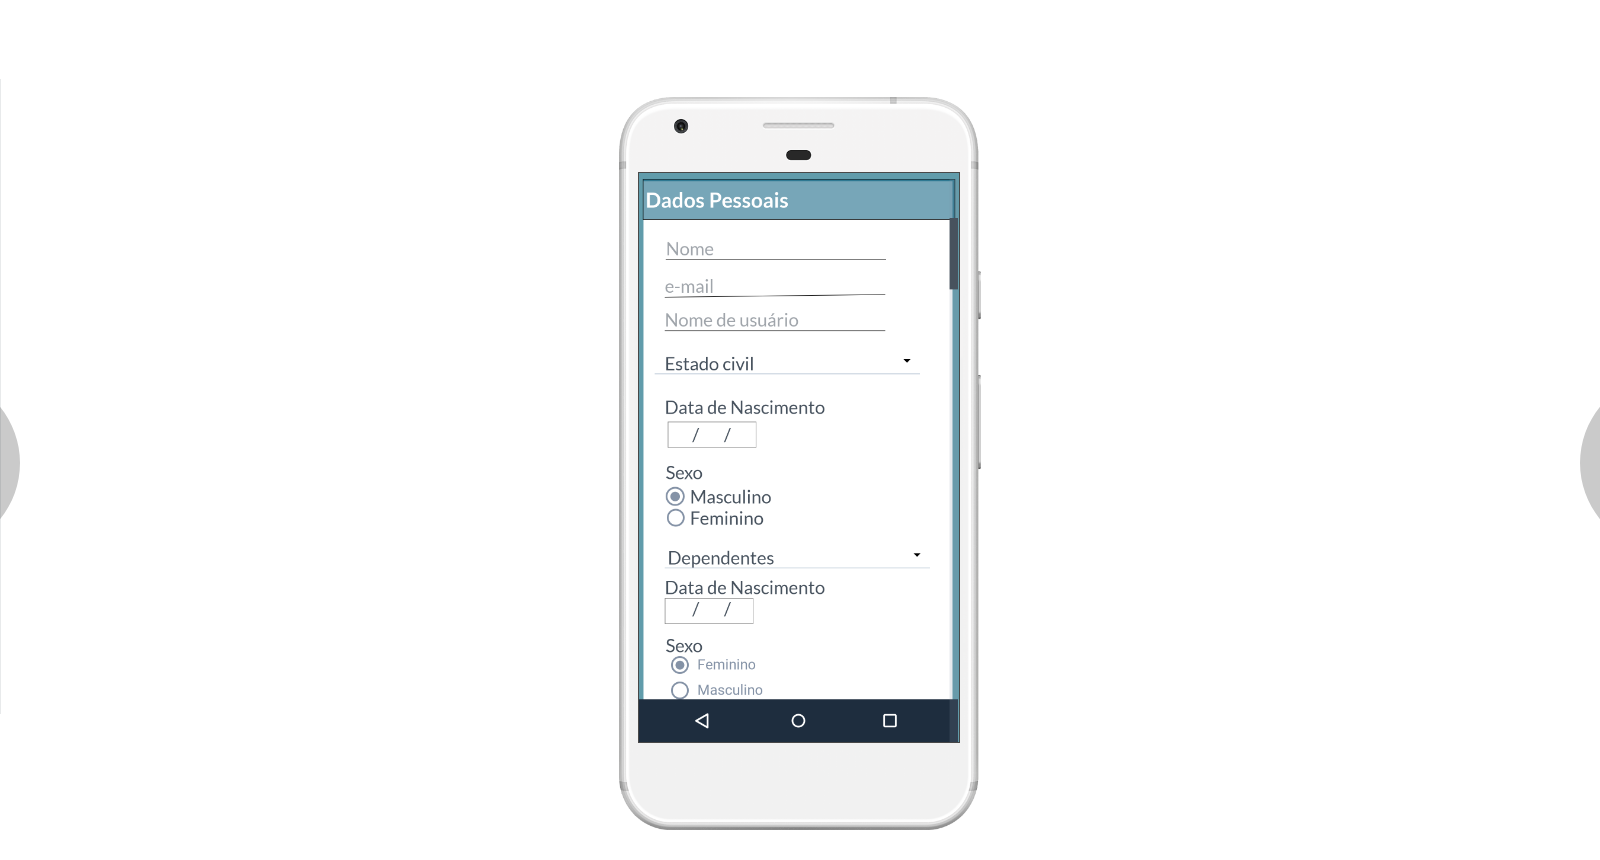 Dados Pessoais
Nome
e-mail
Nome de usuário
Estado civil
Data de Nascimento
/ /
Sexo
Masculino
Feminino
Dependentes
Data de Nascimento
/ /
Sexo
Feminino
Masculino